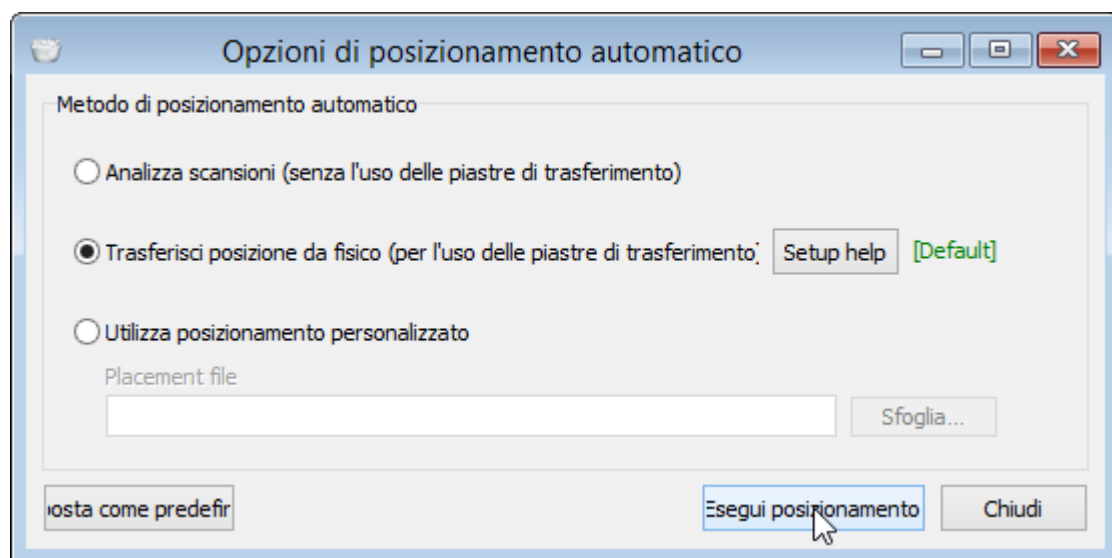 Opzioni di posizionamento automatico
Metodo di posizionamento automatico
Analizza scansioni (senza l'uso delle piastre di trasferimento)
Trasferisci posizione da fisico (per l'uso delle piastre di trasferimento) Setup help [Default]
Utilizza posizionamento personalizzato
Placement file
Sfoglia...
osta come predefir Esegui posizionamento Chiudi